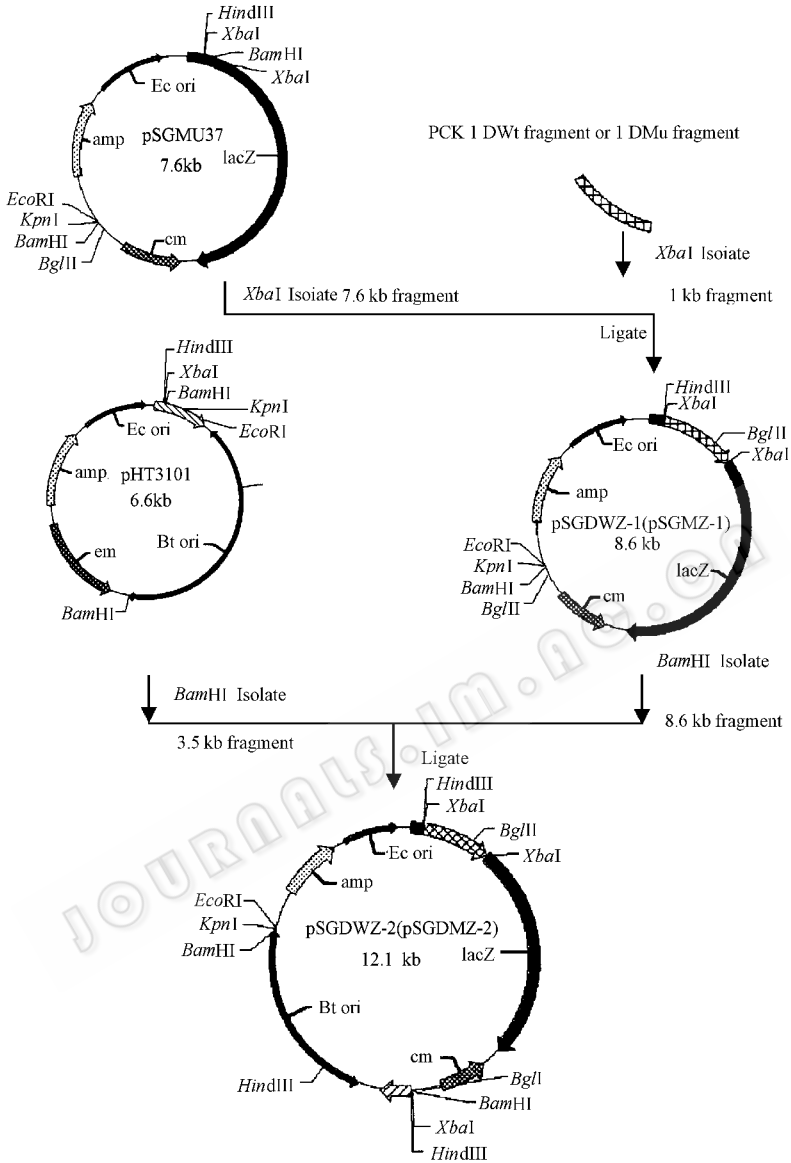 HindIII
XbaI
BamHI
XbaI
Ec ori
amp
pSGMU37
7.6kb
lacZ
EcoRI
KpnI
BamHI
BglII
cm
PCK 1 DWt fragment or 1 DMu fragment
XbaI Isoiate
1 kb fragment
XbaI Isoiate 7.6 kb fragment
Ligate
HindIII
XbaI
BamHI
KpnI
EcoRI
Ec ori
amp
pHT3101
6.6kb
em
Bt ori
BamHI
HindIII
XbaI
BglII
XbaI
Ec ori
amp
pSGDWZ-1(pSGMZ-1)
8.6 kb
EcoRI
KpnI
BamHI
BglII
lacZ
cm
BamHI Isolate
3.5 kb fragment
BamHI Isolate
8.6 kb fragment
Ligate
HindIII
XbaI
BglII
XbaI
Ec ori
amp
EcoRI
KpnI
BamHI
pSGDWZ-2(pSGDMZ-2)
12.1 kb
lacZ
Bt ori
cm
HindIII
BglI
BamHI
XbaI
HindIII
JOURNALS.IM.AC.CN